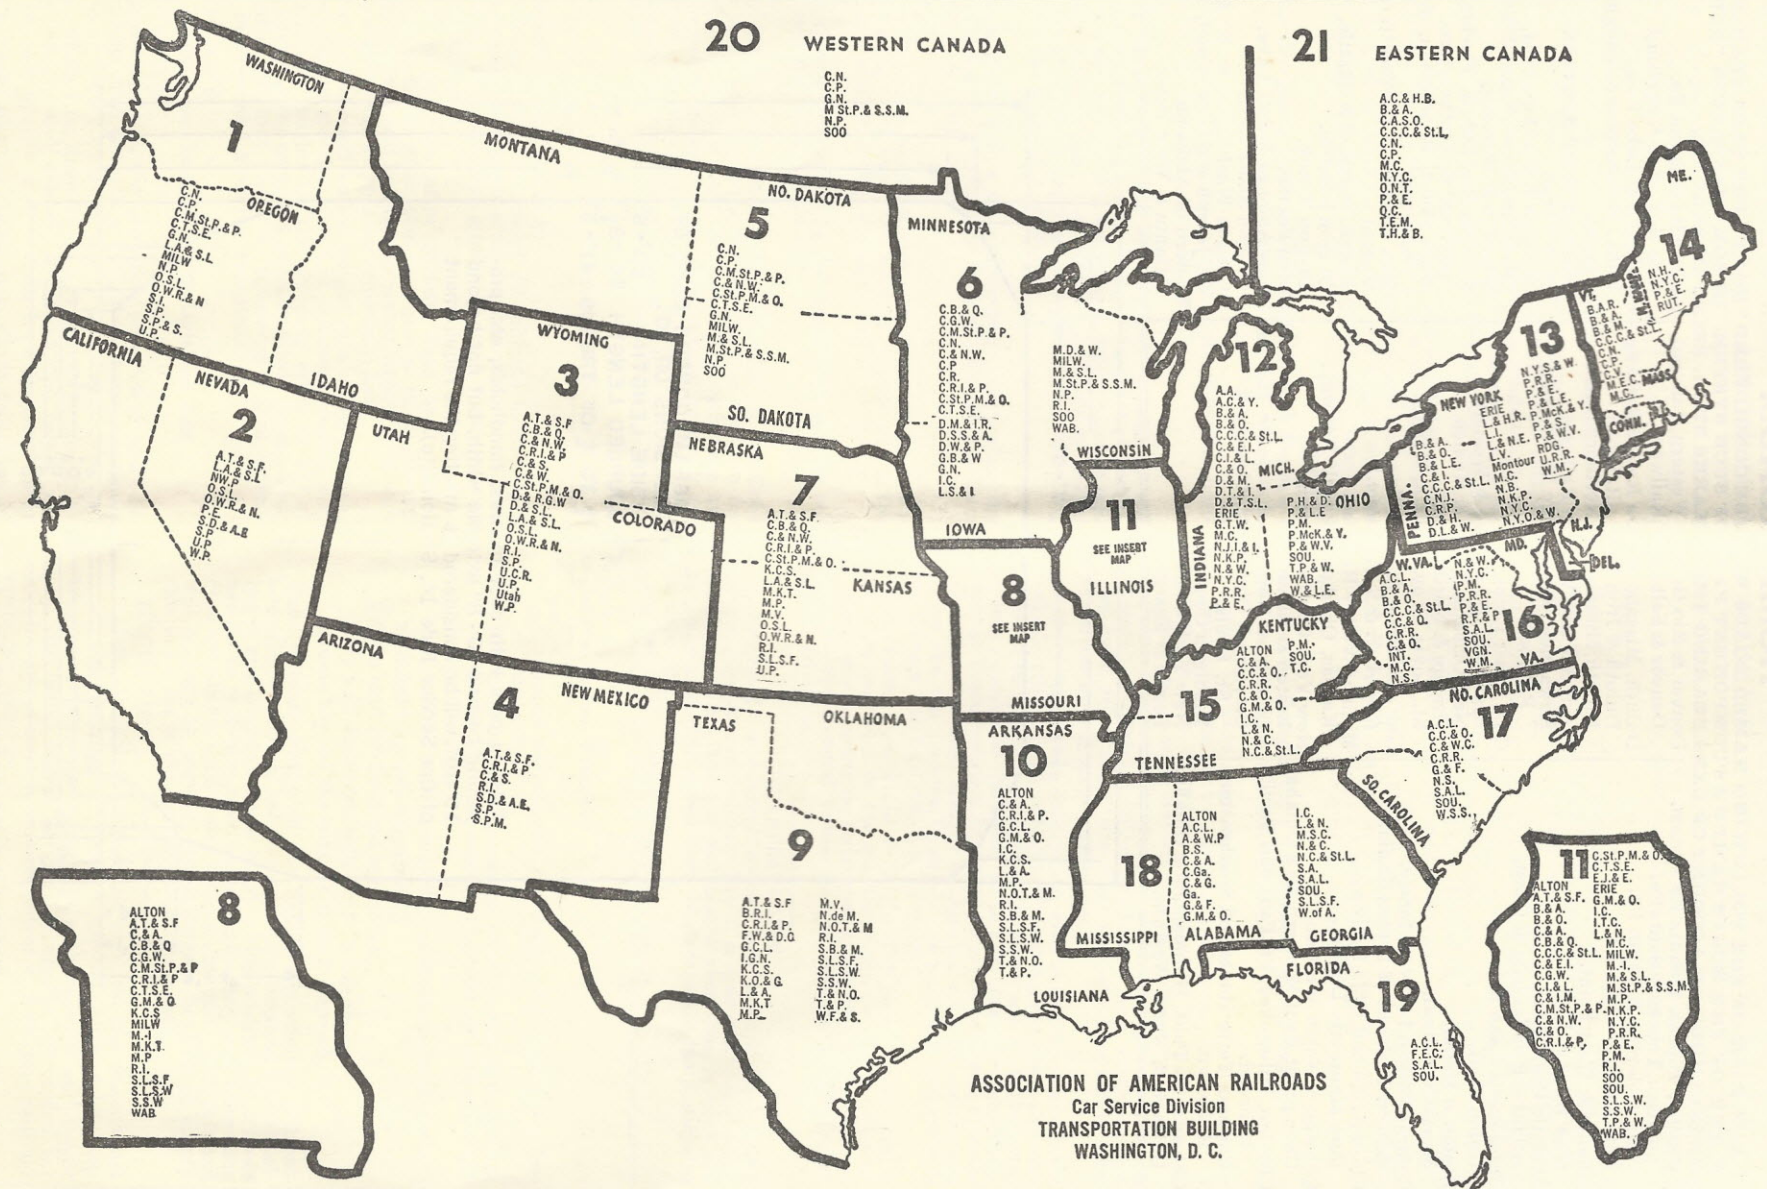 20 WESTERN CANADA
C.N.
C.P.
G.N.
M St.P.& S.S.M.
N.P.
SOO
21 EASTERN CANADA
A.C.& H.B.
B.& A.
C.A.S.O.
C.C.C.& St.L.
C.N.
C.P.
M.C.
N.Y.C.
O.N.T.
P.& E.
Q.C.
T.E.M.
T.H.& B.
WASHINGTON
1
OREGON
C.N.
C.P.
C.M.St.P.& P.
C.T.S.E.
G.N.
L.A.& S.L
MILW
N.P
O.S.L.
O.W.R.& N
S.I.
S.P.
S.P.& S.
U.P.
IDAHO
CALIFORNIA
NEVADA
2
A.T.& S.F.
L.A.& S.L
NW.P
O.S.L.
O.W.R.& N.
P.E.
S.D.& A.E
S.P
U.P
W.P.
MONTANA
WYOMING
3
UTAH
COLORADO
A.T.& S.F
C.B.& Q.
C.& N.W.
C.R.I.& P
C.& S.
C.& W.
C.St.P.M.& O.
D.& R.G.W
D.& S.L.
L.A.& S.L.
O.S.L.
O.W.R.& N.
R.I.
S.P.
U.C.R.
U.P.
Utah
W.P.
ARIZONA
NEW MEXICO
4
A.T.& S.F.
C.R.I.& P
C.& S.
R.I.
S.D.& A.E.
S.P.
S.P.M.
NO. DAKOTA
5
C.N.
C.P.
C.M.St.P.& P.
C.& N.W.
C.St.P.M.& O.
C.T.S.E.
G.N.
MILW.
M.& S.L.
M.St.P.& S.S.M.
N.P.
SOO
SO. DAKOTA
MINNESOTA
6
C.B.& Q.
C.G.W.
C.M.St.P.& P.
C.N.
C.& N.W.
C.P
C.R.
C.R.I.& P.
C.St.P.M.& O.
C.T.S.E.
D.M.& I.R.
D.S.S.& A.
D.W.& P.
G.B.& W
G.N.
I.C.
L.S.& I
M.D.& W.
MILW.
M.& S.L.
M.St.P.& S.S.M.
N.P.
R.I.
SOO
WAB.
WISCONSIN
IOWA
NEBRASKA
7
KANSAS
A.T.& S.F
C.B.& Q.
C.& N.W.
C.R.I.& P.
C.St.P.M.& O.
K.C.S.
L.A.& S.L.
M.K.T.
M.P.
M.V.
O.S.L.
O.W.R.& N.
R.I.
S.L.S.F.
U.P.
8
SEE INSERT
MAP
MISSOURI
TEXAS
OKLAHOMA
9
A.T.& S.F
B.R.I.
C.R.I.& P.
F.W.& D.C
G.C.L.
I.G.N.
K.C.S.
K.O.& G.
L.& A.
M.K.T
M.P.
M.V.
N.de M.
N.O.T.& M
R.I.
S.B.& M.
S.L.S.F.
S.L.S.W.
S.S.W.
T.& N.O.
T.& P.
W.F.& S.
ARKANSAS
10
ALTON
C.& A.
C.R.I.& P.
G.C.L.
G.M.& O.
I.C.
K.C.S.
L.& A.
M.P.
N.O.T.& M.
R.I.
S.B.& M.
S.L.S.F.
S.L.S.W.
S.S.W.
T.& N.O.
T.& P.
LOUISIANA
11
SEE INSERT
MAP
ILLINOIS
12
MICH.
INDIANA
OHIO
A.A.
A.C.& Y.
B.& A.
B.& O.
C.C.C.& St.L.
C.& E.I.
C.I.& L.
C.& O.
D.& M.
D.T.& I.
D.& T.S.L.
ERIE
G.T.W.
M.C.
N.J.I.& I.
N.K.P.
N.& W.
N.Y.C.
P.R.R.
P.& E.
P.H.& D.
P.& L.E
P.M.
P.McK.& Y.
P.& W.V.
SOU.
T.P.& W.
WAB.
W.& L.E.
13
NEW YORK
PENNA.
N.J.
B.& A.
B.& O.
B.& L.E.
C.& I.
C.C.C.& St.L.
C.N.J.
C.R.P.
D.& H.
D.L.& W.
ERIE
L.& H.R.
L.I.
L.& N.E.
L.V.
Montour
M.C.
N.B.
N.K.P.
N.Y.C.
N.Y.O.& W.
N.Y.S.& W.
P.R.R.
P.& E.
P.& L.E.
P.McK.& Y.
P.& S.
P.& W.V.
RDG.
U.R.R.
W.M.
ME.
14
VT.
N.H.
MASS.
CONN.
B.A.R.
B.& A.
B.& M.
C.C.C.& St.L.
C.N.
C.P.
C.V.
M.E.C.
M.C.
N.H.
N.Y.C.
P.& E.
RUT.
KENTUCKY
15
TENNESSEE
ALTON
C.& A.
C.C.& O.
C.R.R.
C.& O.
G.M.& O.
I.C.
L.& N.
N.& C.
N.C.& St.L.
P.M.
SOU.
T.C.
W.VA.
MD.
DEL.
16
VA.
A.C.L.
B.& A.
B.& O.
C.C.C.& St.L.
C.C.& O.
C.R.R.
C.& O.
INT.
M.C.
N.S.
N.& W.
N.Y.C.
P.M.
P.R.R.
P.& E.
R.F.& P
S.A.L.
SOU.
VGN.
W.M.
NO. CAROLINA
17
SO. CAROLINA
A.C.L.
C.C.& O.
C.& W.C.
C.R.R.
G.& F.
N.S.
S.A.L.
SOU.
W.S.S.
18
MISSISSIPPI
ALABAMA
GEORGIA
ALTON
A.C.L.
A.& W.P
B.S.
C.& A.
C.Ga.
C.& G.
Ga.
G.& F.
G.M.& O.
I.C.
L.& N.
M.S.C.
N.& C.
N.C.& St.L.
S.A.
S.A.L.
SOU.
S.L.S.F.
W.of A.
FLORIDA
19
A.C.L.
F.E.C.
S.A.L.
SOU.
8
ALTON
A.T.& S.F
C.& A.
C.B.& Q
C.G.W.
C.M.St.P.& P
C.R.I.& P
C.T.S.E.
G.M.& O
K.C.S
MILW
M.-I
M.K.T.
M.P
R.I.
S.L.S.F
S.L.S.W
S.S.W
WAB
11
ALTON
A.T.& S.F.
B.& A.
B.& O.
C.& A.
C.B.& Q.
C.C.C.& St.L.
C.& E.I.
C.G.W.
C.I.& L.
C.& I.M.
C.M.St.P.& P.
C.& N.W.
C.& O.
C.R.I.& P.
C.St.P.M.& O.
C.T.S.E.
E.J.& E.
ERIE
G.M.& O.
I.C.
I.T.C.
L.& N.
M.C.
MILW.
M.-I.
M.& S.L.
M.St.P.& S.S.M.
M.P.
N.K.P.
N.Y.C.
P.R.R.
P.& E.
P.M.
R.I.
SOO
SOU.
S.L.S.W.
S.S.W.
T.P.& W.
WAB.
ASSOCIATION OF AMERICAN RAILROADS
Car Service Division
TRANSPORTATION BUILDING
WASHINGTON, D. C.